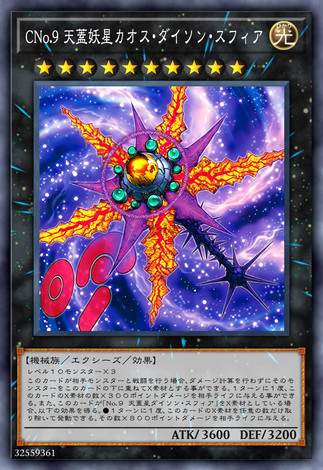 CNo.9 天蓋妖星カオス・ダイソン・スフィア
光
【機械族／エクシーズ／効果】
レベル１０モンスター×３
このカードが相手モンスターと戦闘を行う場合、ダメージ計算を行わずにそのモ
ンスターをこのカードの下に重ねてＸ素材とする事ができる。１ターンに１度、こ
のカードのＸ素材の数×３００ポイントダメージを相手ライフに与える事ができ
る。また、このカードが「No.9 天蓋星ダイソン・スフィア」をＸ素材としている場
合、以下の効果を得る。●１ターンに１度、このカードのＸ素材を任意の数だけ取
り除いて発動できる。その数×８００ポイントダメージを相手ライフに与える。
ATK/ 3600 DEF/ 3200
32559361